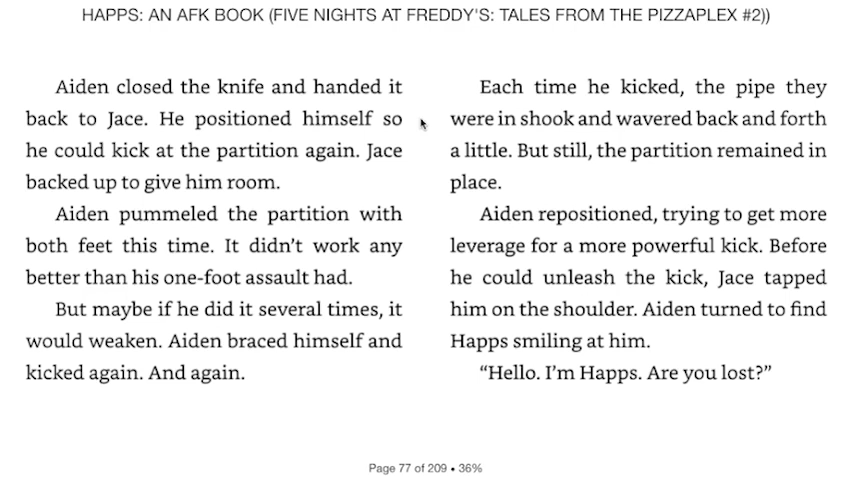 HAPPS: AN AFK BOOK (FIVE NIGHTS AT FREDDY'S: TALES FROM THE PIZZAPLEX #2))
Aiden closed the knife and handed it
back to Jace. He positioned himself so
he could kick at the partition again. Jace
backed up to give him room.
Aiden pummeled the partition with
both feet this time. It didn’t work any
better than his one-foot assault had.
But maybe if he did it several times, it
would weaken. Aiden braced himself and
kicked again. And again.
Each time he kicked, the pipe they
were in shook and wavered back and forth
a little. But still, the partition remained in
place.
Aiden repositioned, trying to get more
leverage for a more powerful kick. Before
he could unleash the kick, Jace tapped
him on the shoulder. Aiden turned to find
Happs smiling at him.
“Hello. I’m Happs. Are you lost?”
Page 77 of 209 • 36%